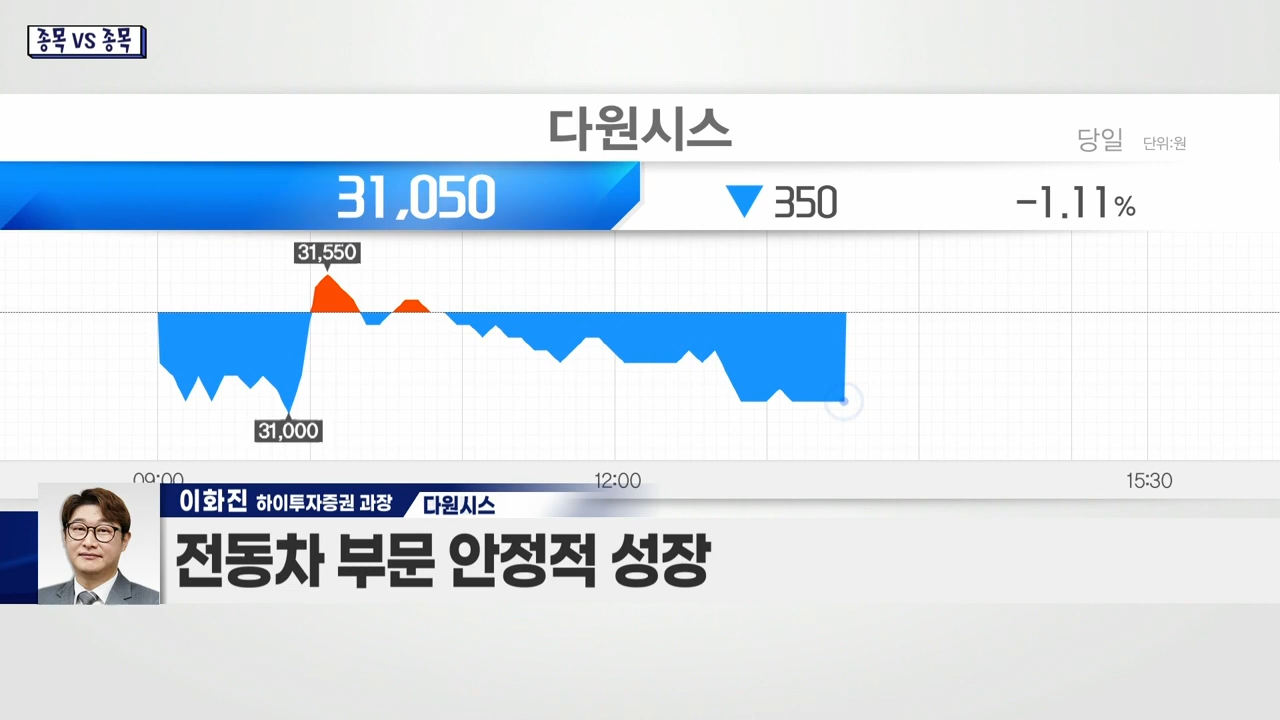 종목 VS 종목
다원시스
당일 단위:원
31,050 ▼ 350 -1.11%
31,550
31,000
09:00 12:00 15:30
이화진 하이투자증권 과장 다원시스
전동차 부문 안정적 성장